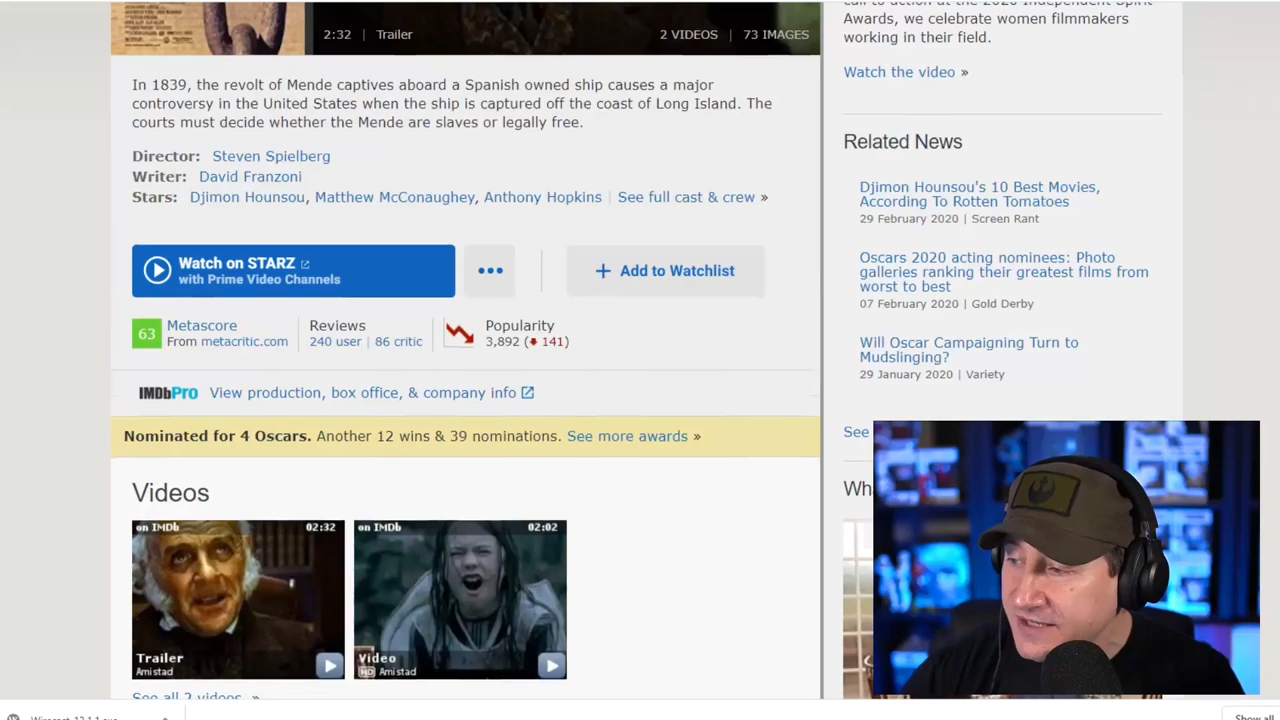 2:32 | Trailer
2 VIDEOS | 73 IMAGES
In 1839, the revolt of Mende captives aboard a Spanish owned ship causes a major
controversy in the United States when the ship is captured off the coast of Long Island. The
courts must decide whether the Mende are slaves or legally free.
Director: Steven Spielberg
Writer: David Franzoni
Stars: Djimon Hounsou, Matthew McConaughey, Anthony Hopkins | See full cast & crew »
Watch on STARZ
with Prime Video Channels
•••
+ Add to Watchlist
63
Metascore
From metacritic.com
Reviews
240 user | 86 critic
Popularity
3,892 (141)
IMDbPro View production, box office, & company info
Nominated for 4 Oscars. Another 12 wins & 39 nominations. See more awards »
Videos
on IMDb 02:32
Trailer
Amistad
on IMDb 02:02
Video
HD Amistad
See all 2 videos »
Awards, we celebrate women filmmakers
working in their field.
Watch the video »
Related News
Djimon Hounsou's 10 Best Movies,
According To Rotten Tomatoes
29 February 2020 | Screen Rant
Oscars 2020 acting nominees: Photo
galleries ranking their greatest films from
worst to best
07 February 2020 | Gold Derby
Will Oscar Campaigning Turn to
Mudslinging?
29 January 2020 | Variety
See
Wh
Show all